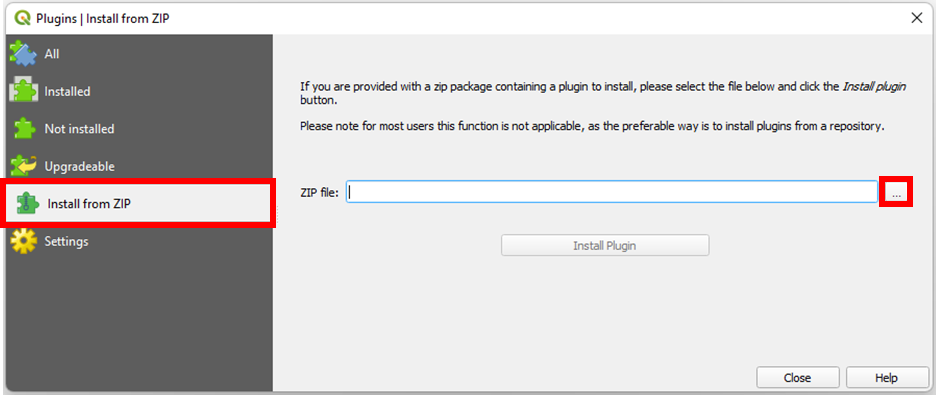 Plugins | Install from ZIP
All
Installed
Not installed
Upgradeable
Install from ZIP
Settings
If you are provided with a zip package containing a plugin to install, please select the file below and click the Install plugin
button.
Please note for most users this function is not applicable, as the preferable way is to install plugins from a repository.
ZIP file:
...
Install Plugin
Close
Help